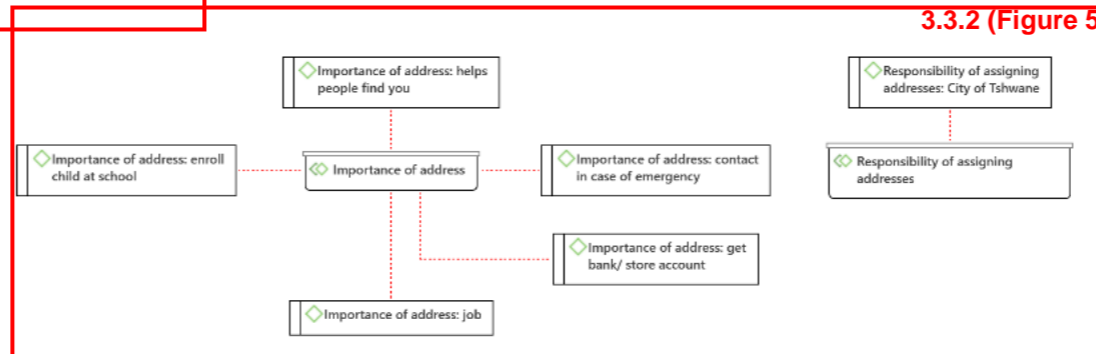 3.3.2 (Figure 5
Importance of address: helps
people find you
Responsibility of assigning
addresses: City of Tshwane
Importance of address: enroll
child at school
Importance of address
Importance of address: contact
in case of emergency
Responsibility of assigning
addresses
Importance of address: get
bank/ store account
Importance of address: job